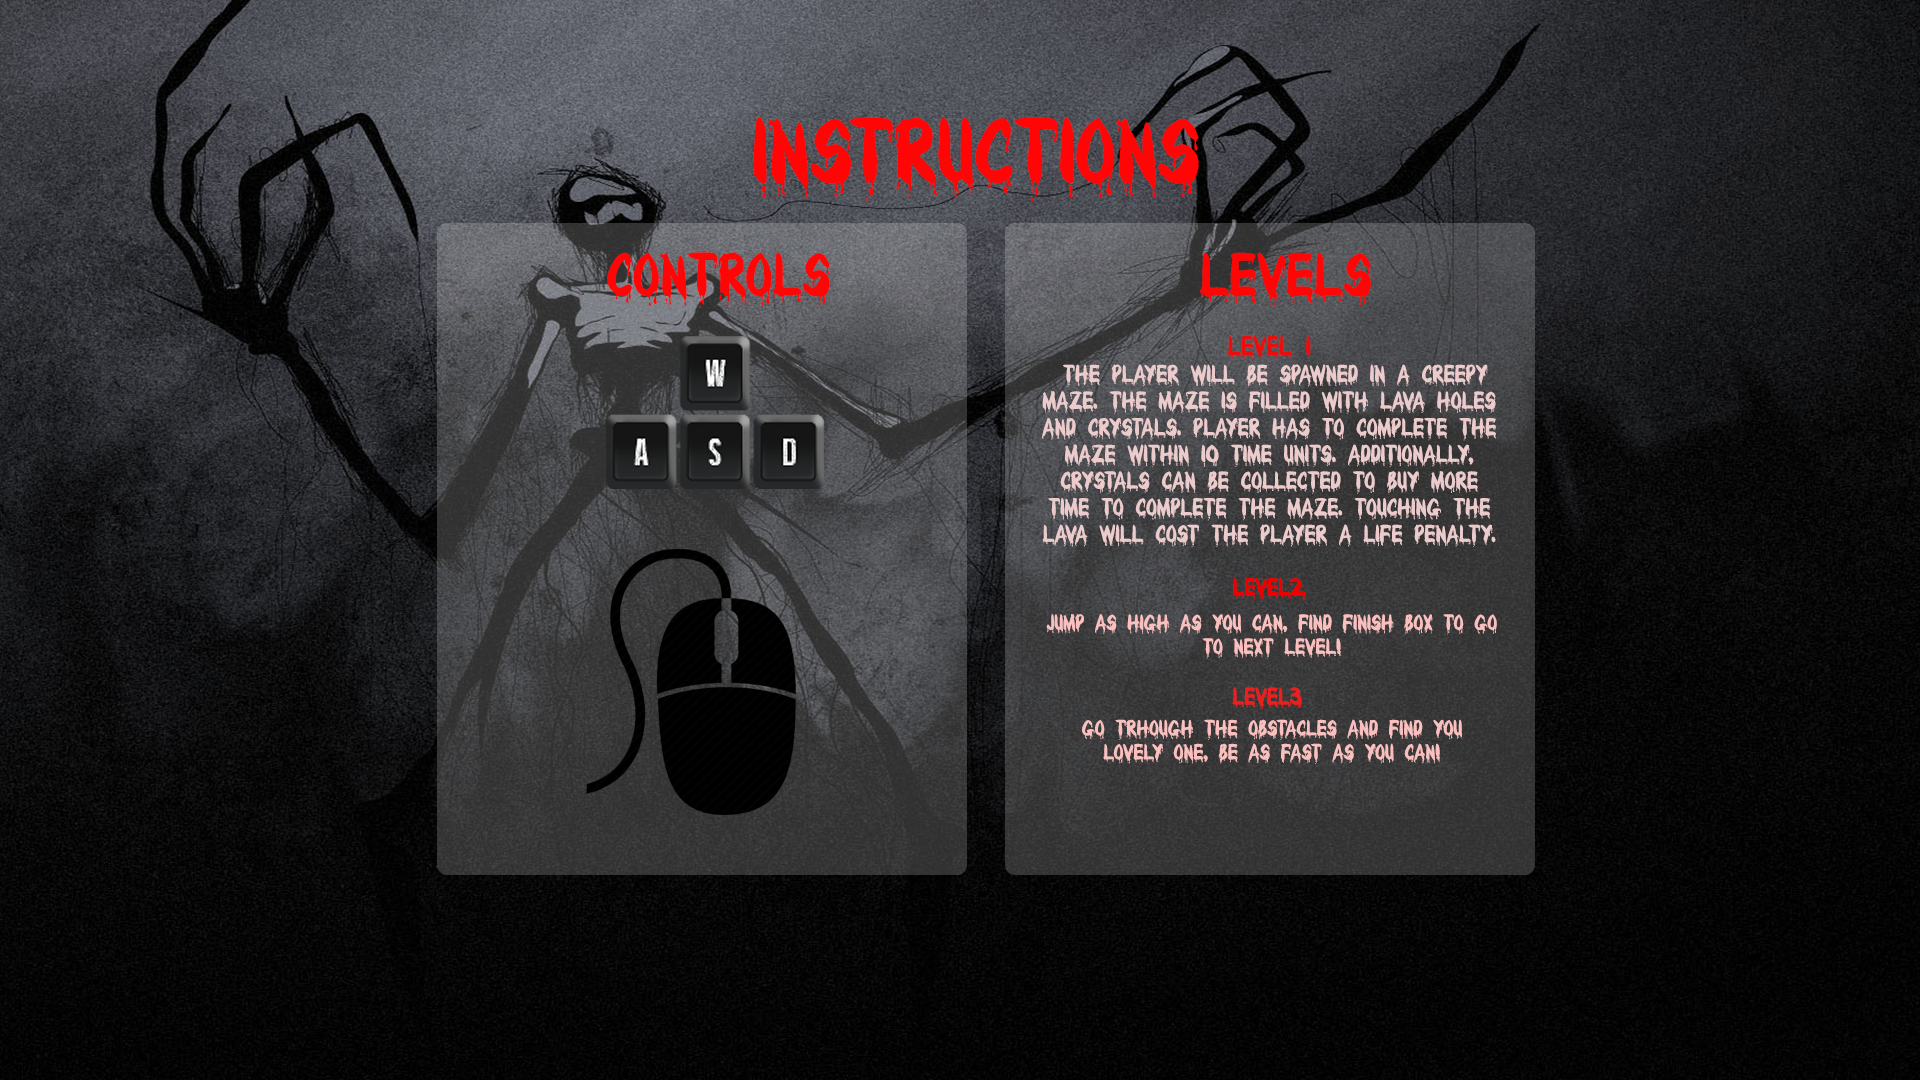 INSTRUCTIONS
CONTROLS
W
A S D
LEVELS
LEVEL 1
THE PLAYER WILL BE SPAWNED IN A CREEPY
MAZE. THE MAZE IS FILLED WITH LAVA HOLES
AND CRYSTALS. PLAYER HAS TO COMPLETE THE
MAZE WITHIN 10 TIME UNITS. ADDITIONALLY,
CRYSTALS CAN BE COLLECTED TO BUY MORE
TIME TO COMPLETE THE MAZE. TOUCHING THE
LAVA WILL COST THE PLAYER A LIFE PENALTY.
LEVEL2
JUMP AS HIGH AS YOU CAN, FIND FINISH BOX TO GO
TO NEXT LEVEL!
LEVEL3
GO TRHOUGH THE OBSTACLES AND FIND YOU
LOVELY ONE, BE AS FAST AS YOU CAN!